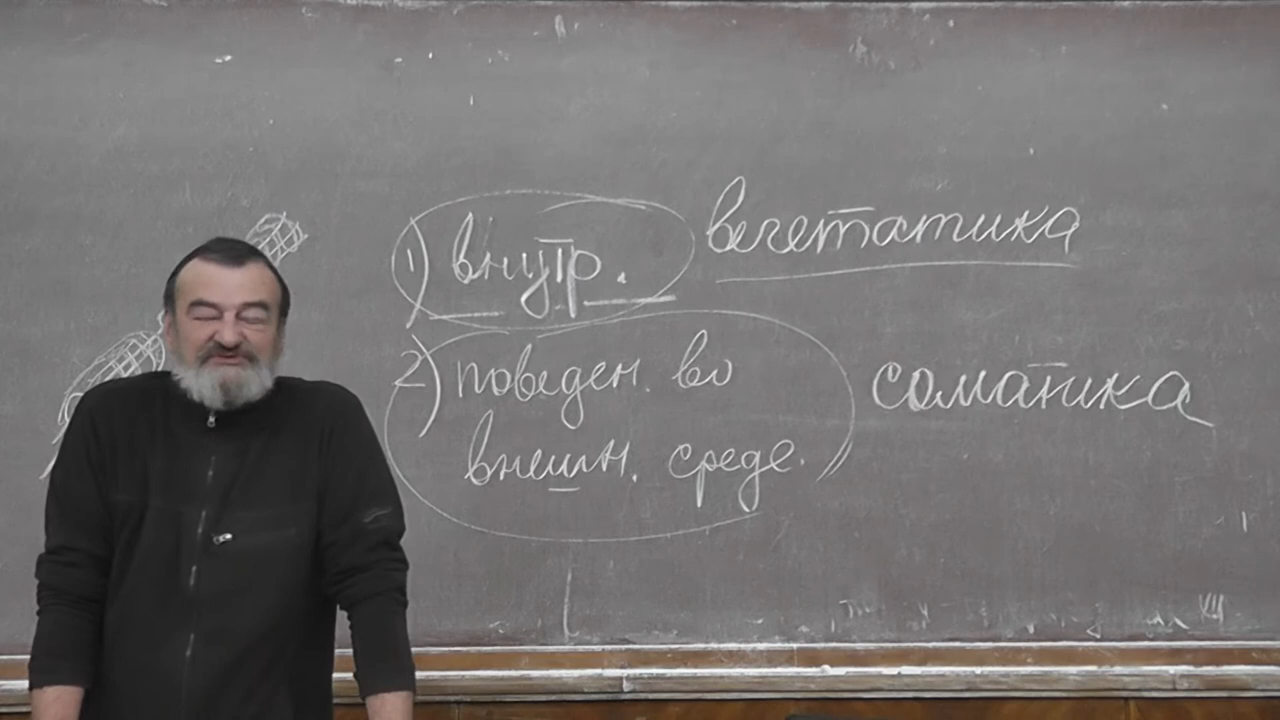 1) внутр. вегетатика
2) поведен. во
внешн. среде. соматика